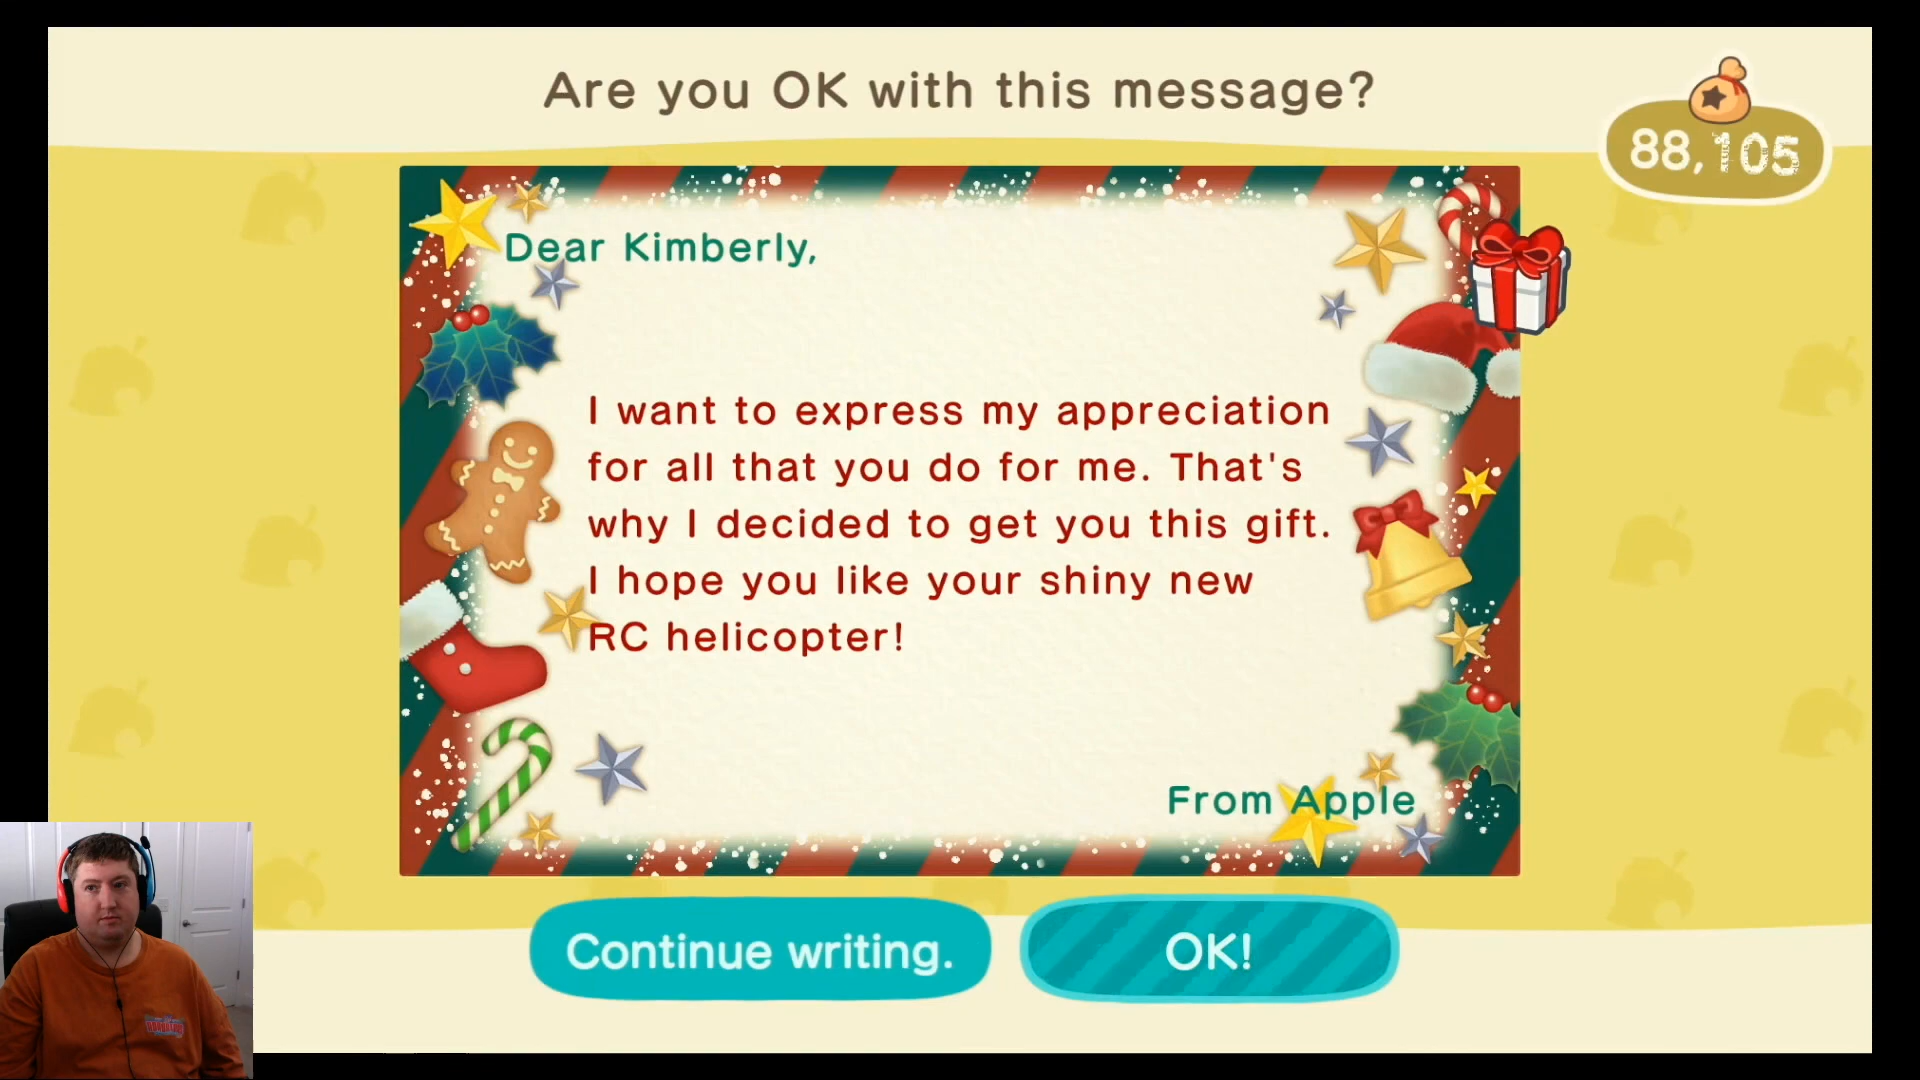 Are you OK with this message?
88,105
Dear Kimberly,
I want to express my appreciation
for all that you do for me. That's
why I decided to get you this gift.
I hope you like your shiny new
RC helicopter!
From Apple
Continue writing.
OK!